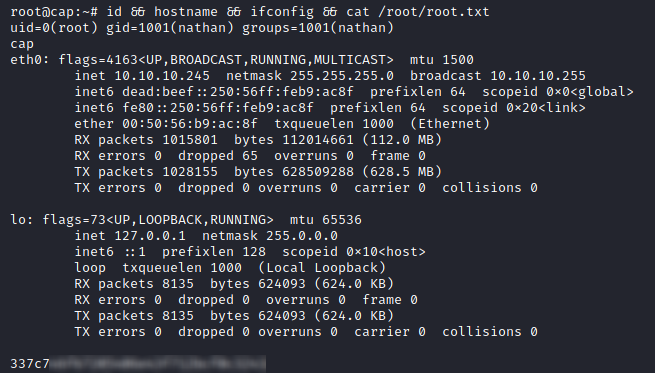 root@cap:~# id && hostname && ifconfig && cat /root/root.txt
uid=0(root) gid=1001(nathan) groups=1001(nathan)
cap
eth0: flags=4163<UP,BROADCAST,RUNNING,MULTICAST>  mtu 1500
        inet 10.10.10.245  netmask 255.255.255.0  broadcast 10.10.10.255
        inet6 dead:beef::250:56ff:feb9:ac8f  prefixlen 64  scopeid 0×0<global>
        inet6 fe80::250:56ff:feb9:ac8f  prefixlen 64  scopeid 0×20<link>
        ether 00:50:56:b9:ac:8f  txqueuelen 1000  (Ethernet)
        RX packets 1015801  bytes 112014661 (112.0 MB)
        RX errors 0  dropped 65  overruns 0  frame 0
        TX packets 1028155  bytes 628509288 (628.5 MB)
        TX errors 0  dropped 0 overruns 0  carrier 0  collisions 0

lo: flags=73<UP,LOOPBACK,RUNNING>  mtu 65536
        inet 127.0.0.1  netmask 255.0.0.0
        inet6 ::1  prefixlen 128  scopeid 0×10<host>
        loop  txqueuelen 1000  (Local Loopback)
        RX packets 8135  bytes 624093 (624.0 KB)
        RX errors 0  dropped 0  overruns 0  frame 0
        TX packets 8135  bytes 624093 (624.0 KB)
        TX errors 0  dropped 0 overruns 0  carrier 0  collisions 0

337c7